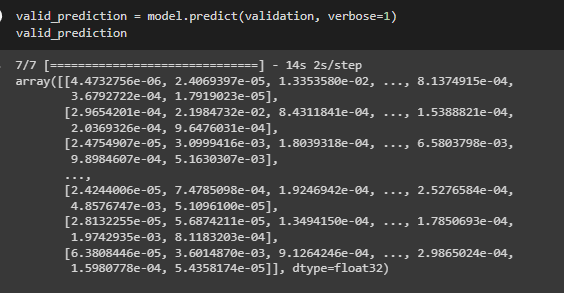 valid_prediction = model.predict(validation, verbose=1)
valid_prediction
7/7 [==============================] - 14s 2s/step
array([[4.4732756e-06, 2.4069397e-05, 1.3353580e-02, ..., 8.1374915e-04,
3.6792722e-04, 1.7919023e-05],
[2.9654201e-04, 2.1984732e-02, 8.4311841e-04, ..., 1.5388821e-04,
2.0369326e-04, 9.6476031e-04],
[2.4754907e-05, 3.0999416e-03, 1.8039318e-04, ..., 6.5803798e-03,
9.8984607e-04, 5.1630307e-03],
...,
[2.4244006e-05, 7.4785098e-04, 1.9246942e-04, ..., 2.5276584e-04,
4.8576747e-03, 5.5109610e-05],
[2.8132255e-05, 5.6874211e-05, 1.3494150e-04, ..., 1.7850693e-04,
1.9742935e-03, 8.1183203e-04],
[6.3808446e-05, 3.6014870e-03, 9.1264246e-04, ..., 2.9865024e-04,
1.5980778e-04, 5.4358174e-05]], dtype=float32)